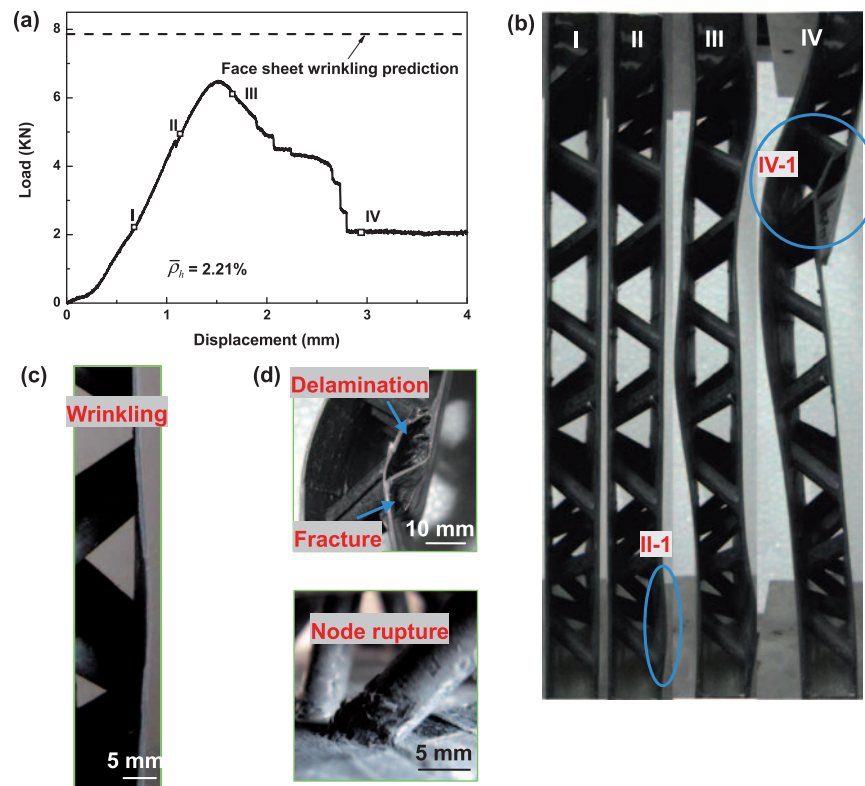 (a)
8
6
4
2
0
Load (KN)
Face sheet wrinkling prediction
I
II
III
IV
ρ̅ₕ = 2.21%
0 1 2 3 4
Displacement (mm)
(b)
I II III IV
IV-1
II-1
(c)
Wrinkling
5 mm
(d)
Delamination
Fracture
10 mm
Node rupture
5 mm